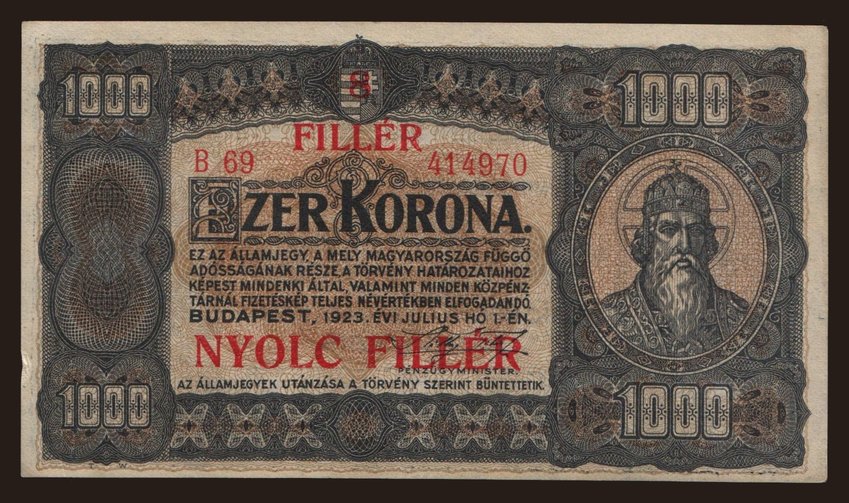 1000 8 1000
FILLÉR
B 69 414970
EZER KORONA.
EZ AZ ÁLLAMJEGY, A MELY MAGYARORSZÁG FÜGGŐ
ADÓSSÁGÁNAK RÉSZE, A TÖRVÉNY HATÁROZATAIHOZ
KÉPEST MINDENKI ÁLTAL, VALAMINT MINDEN KÖZPÉNZ-
TÁRNÁL FIZETÉSKÉP TELJES NÉVÉRTÉKBEN ELFOGADANDÓ.
BUDAPEST, 1923. ÉVI JULIUS HÓ 1-ÉN.
NYOLC FILLÉR
PÉNZÜGYMINISTER.
AZ ÁLLAMJEGYEK UTÁNZÁSA A TÖRVÉNY SZERINT BÜNTETTETIK.
1000 1000